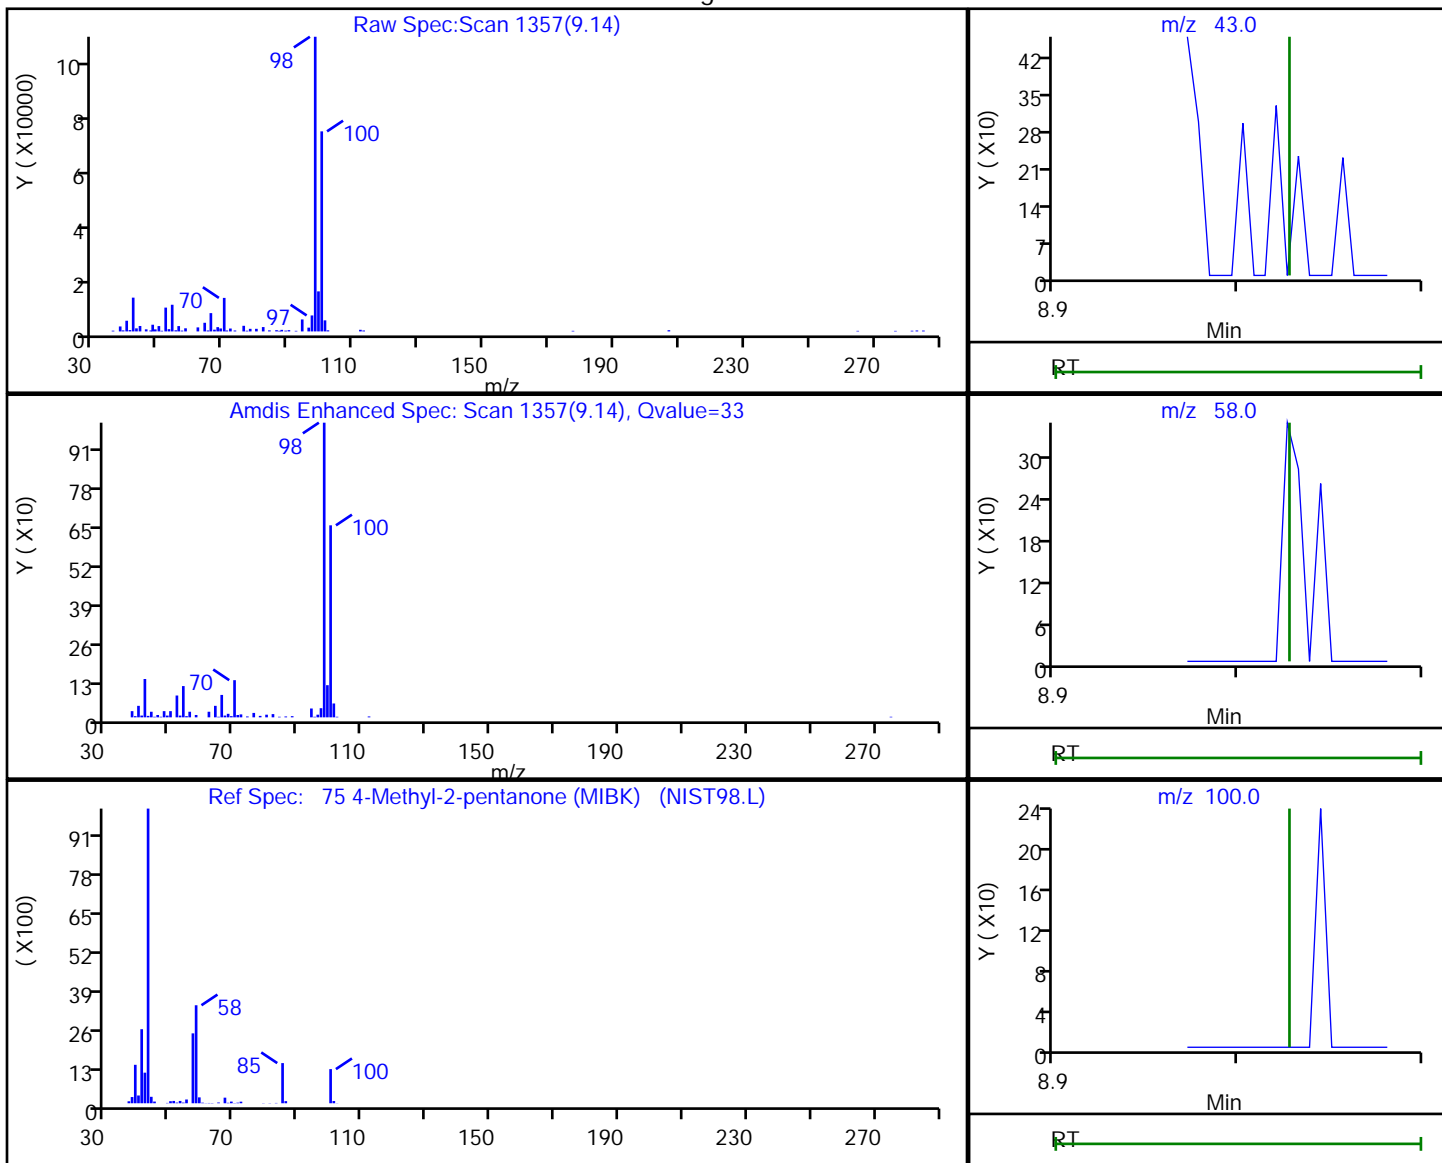 Raw Spec:Scan 1357(9.14)
Y ( X10000)
10
8
6
4
2
0
98
100
70
97
30 70 110 150 190 230 270
m/z
m/z 43.0
Y ( X10)
42
35
28
21
14
7
0
8.9
Min
RT
Amdis Enhanced Spec: Scan 1357(9.14), Qvalue=33
Y ( X10)
91
78
65
52
39
26
13
0
98
100
70
30 70 110 150 190 230 270
m/z
m/z 58.0
Y ( X10)
30
24
18
12
6
0
8.9
Min
RT
Ref Spec: 75 4-Methyl-2-pentanone (MIBK) (NIST98.L)
( X100)
91
78
65
52
39
26
13
0
58
85
100
30 70 110 150 190 230 270
m/z 100.0
Y ( X10)
24
20
16
12
8
4
0
8.9
Min
RT